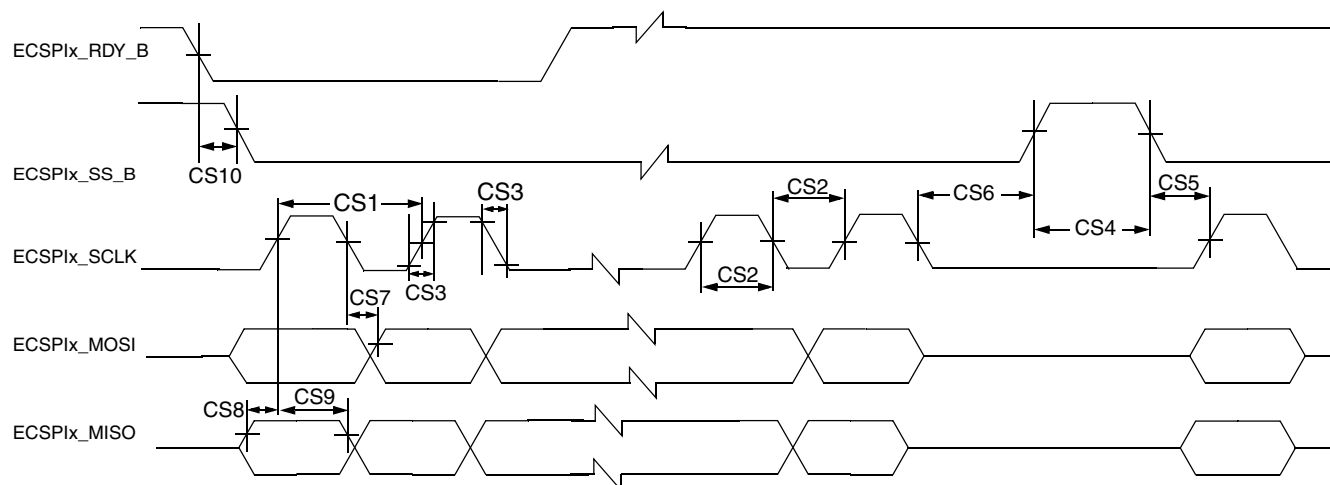 ECSPIx_RDY_B
CS10
ECSPIx_SS_B
CS1
CS3
CS2
CS6
CS5
CS4
ECSPIx_SCLK
CS3
CS2
CS7
ECSPIx_MOSI
CS8
CS9
ECSPIx_MISO